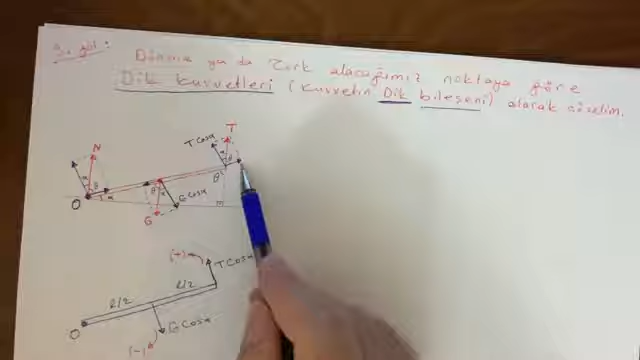 2. yol:
Dönme ya da Tork alacağımız noktaya göre
Dik kuvvetleri (kuvvetin Dik bileşeni) alarak çözelim.
T
T Cosα
N
α
θ
θ
α
θ
α
θ
α
O
G
G Cosα
(+)
T Cosα
ℓ/2
ℓ/2
G Cosα
O
(-)